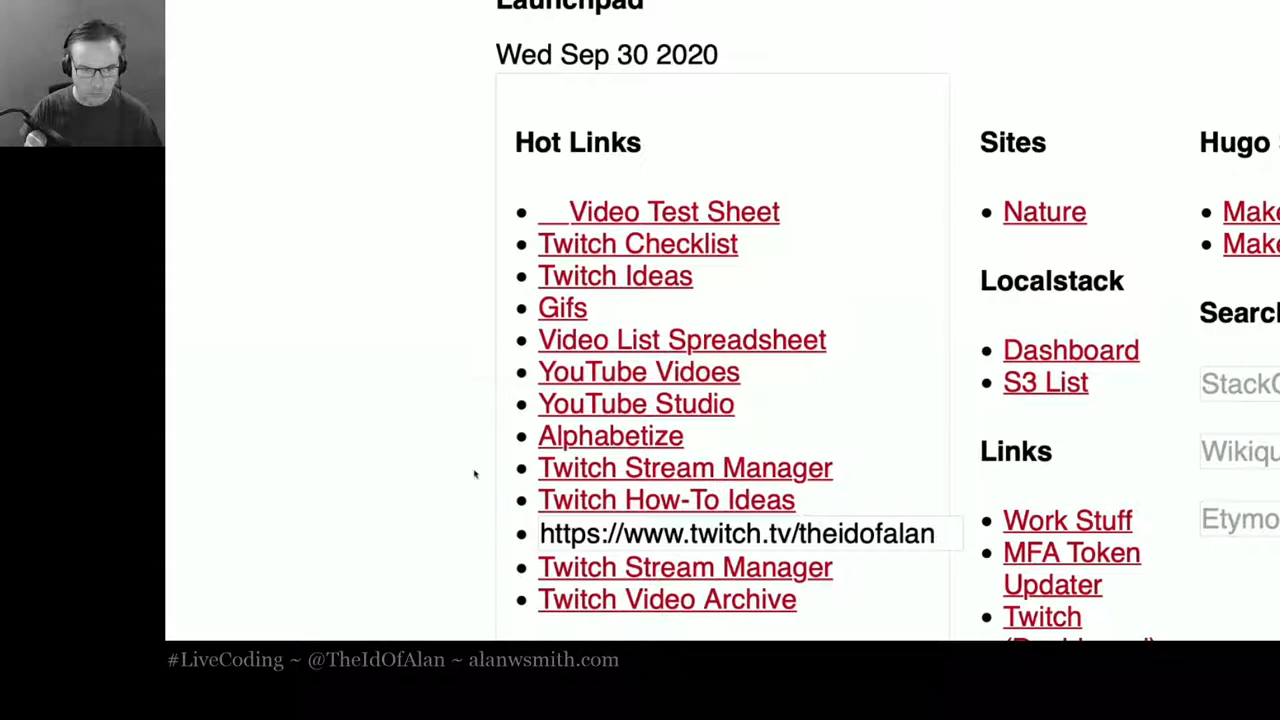 Launchpad
Wed Sep 30 2020
Hot Links
Video Test Sheet
Twitch Checklist
Twitch Ideas
Gifs
Video List Spreadsheet
YouTube Vidoes
YouTube Studio
Alphabetize
Twitch Stream Manager
Twitch How-To Ideas
https://www.twitch.tv/theidofalan
Twitch Stream Manager
Twitch Video Archive
Sites
Nature
Localstack
Dashboard
S3 List
Links
Work Stuff
MFA Token
Updater
Twitch
Hugo
#LiveCoding ~ @TheIdOfAlan ~ alanwsmith.com